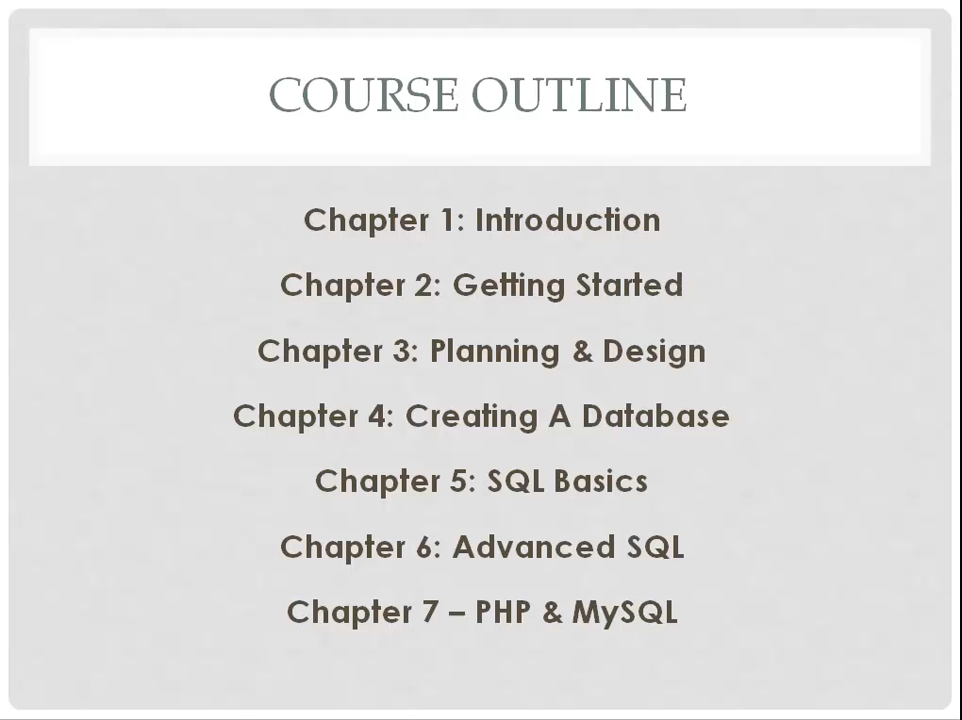 COURSE OUTLINE
Chapter 1: Introduction
Chapter 2: Getting Started
Chapter 3: Planning & Design
Chapter 4: Creating A Database
Chapter 5: SQL Basics
Chapter 6: Advanced SQL
Chapter 7 – PHP & MySQL